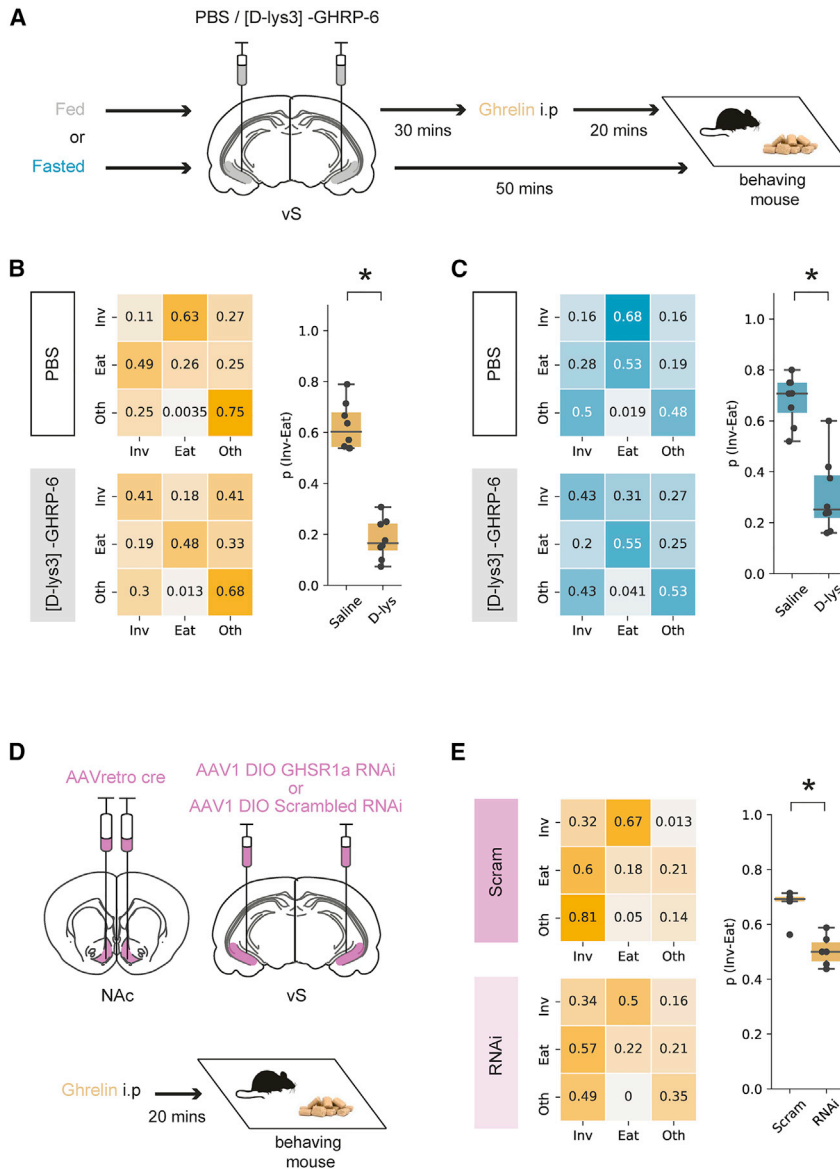 A
PBS / [D-lys3] -GHRP-6
Fed
or
Fasted
30 mins
Ghrelin i.p
20 mins
50 mins
vS
behaving
mouse
B
PBS
Inv
Eat
Oth
0.11 0.63 0.27
0.49 0.26 0.25
0.25 0.0035 0.75
Inv Eat Oth
[D-lys3] -GHRP-6
Inv
Eat
Oth
0.41 0.18 0.41
0.19 0.48 0.33
0.3 0.013 0.68
Inv Eat Oth
*
p (Inv-Eat)
1.0
0.8
0.6
0.4
0.2
0.0
Saline
D-lys
C
PBS
Inv
Eat
Oth
0.16 0.68 0.16
0.28 0.53 0.19
0.5 0.019 0.48
Inv Eat Oth
[D-lys3] -GHRP-6
Inv
Eat
Oth
0.43 0.31 0.27
0.2 0.55 0.25
0.43 0.041 0.53
Inv Eat Oth
*
p (Inv-Eat)
1.0
0.8
0.6
0.4
0.2
0.0
Saline
D-lys
D
AAVretro cre
AAV1 DIO GHSR1a RNAi
or
AAV1 DIO Scrambled RNAi
NAc
vS
Ghrelin i.p
20 mins
behaving
mouse
E
Scram
Inv
Eat
Oth
0.32 0.67 0.013
0.6 0.18 0.21
0.81 0.05 0.14
Inv Eat Oth
RNAi
Inv
Eat
Oth
0.34 0.5 0.16
0.57 0.22 0.21
0.49 0 0.35
Inv Eat Oth
*
p (Inv-Eat)
1.0
0.8
0.6
0.4
0.2
0.0
Scram
RNAi